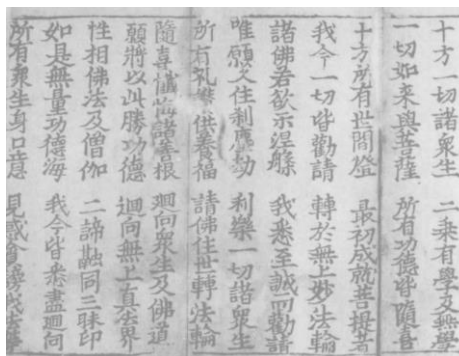 十方一切諸衆生 二乘有學及無學
一切如来與菩薩 所有功德皆隨喜
十方所有世間燈 最初成就菩提者
我今一切皆勸請 轉於無上妙法輪
諸佛若欲示涅槃 我悉至誠而勸請
唯願久住刹塵劫 利樂一切諸衆生
所有礼讚供養福 請佛住世轉法輪
隨喜懺悔諸善根 迴向衆生及佛道
願將以此勝功德 迴向無上真法界
性相佛法及僧伽 二諦融同三昧印
如是無量功德海 我今皆悉盡迴向
所有衆生身口意 見惑